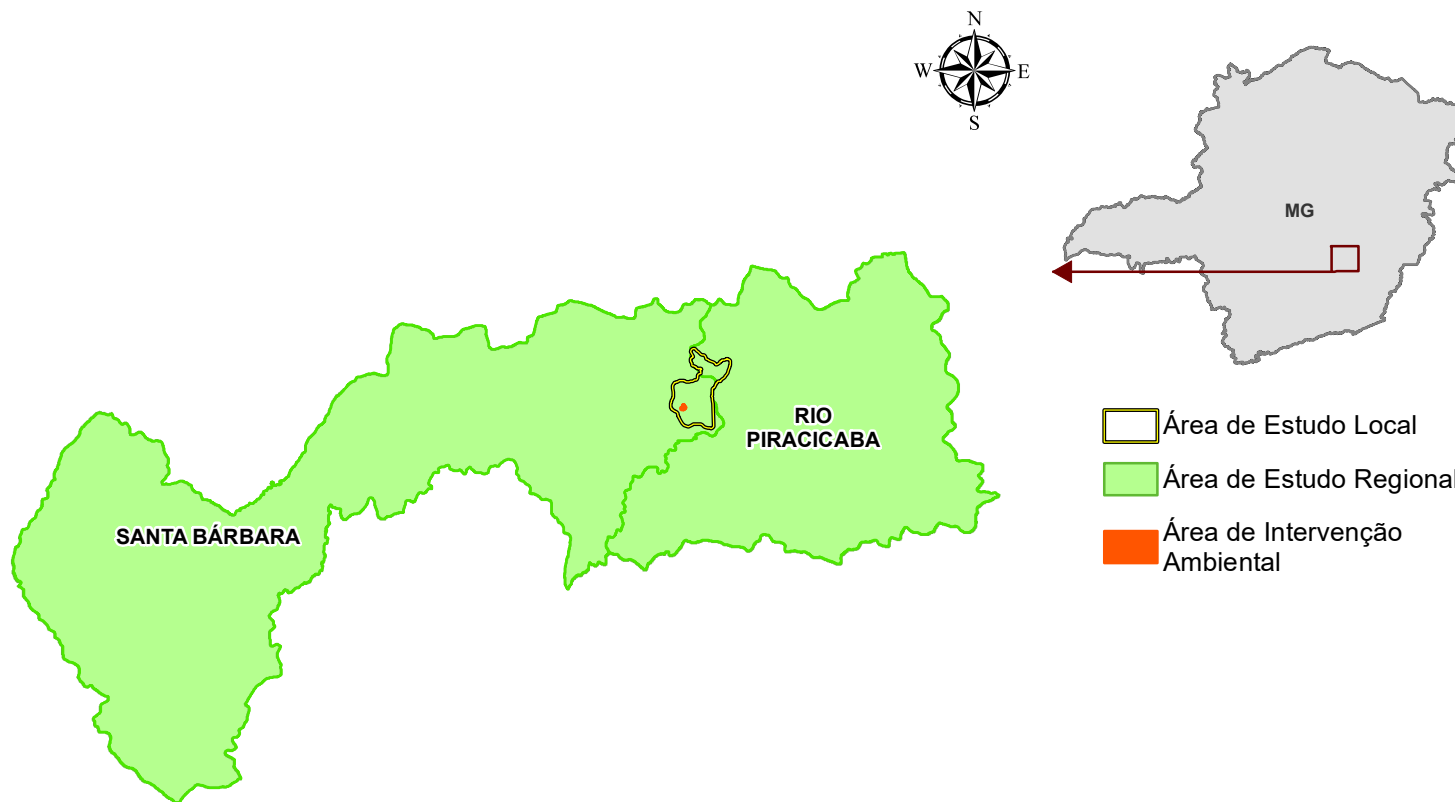 N
W
E
S
MG
RIO
PIRACICABA
SANTA BÁRBARA
Área de Estudo Local
Área de Estudo Regional
Área de Intervenção
Ambiental